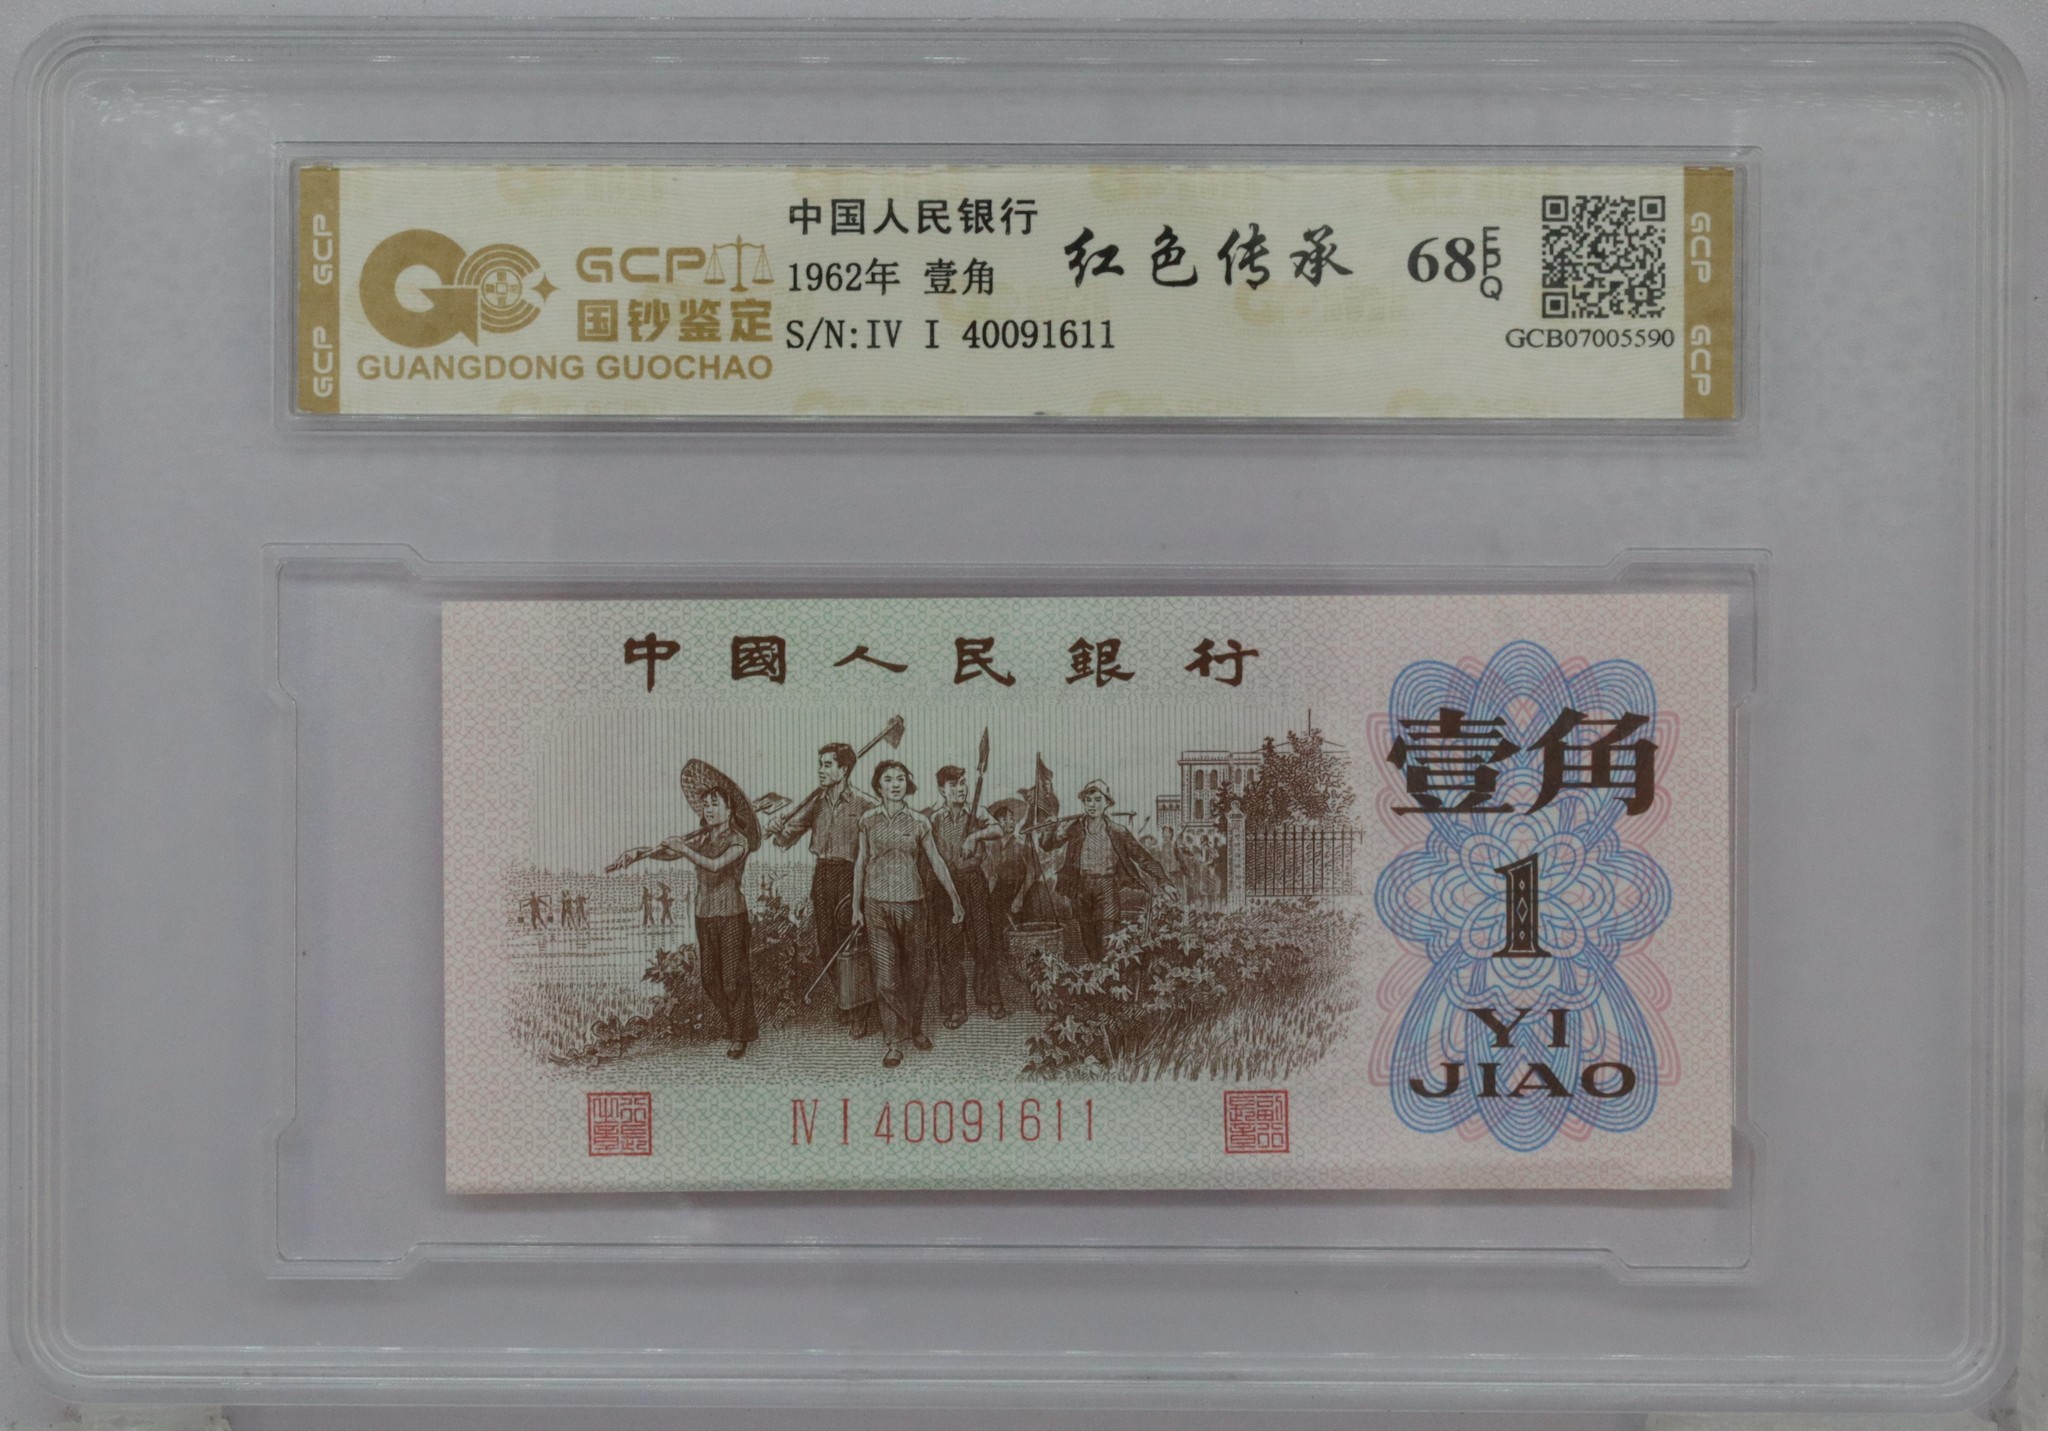 GCP GCP
GCP
国钞鉴定
GUANGDONG GUOCHAO
中国人民银行
1962年 壹角
S/N:IV I 40091611
红色传承
68 EPQ
GCB07005590
GCP GCP
中國人民銀行
壹角
1
YI
JIAO
IV I 40091611